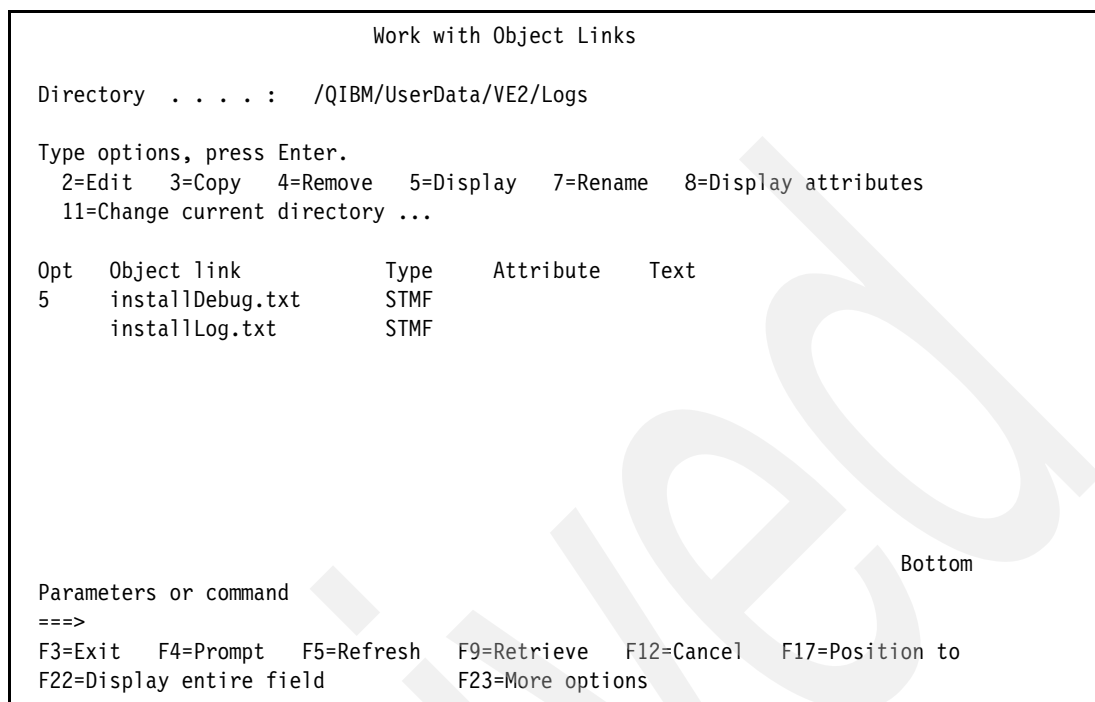 Work with Object Links
Directory . . . . : /QIBM/UserData/VE2/Logs
Type options, press Enter.
2=Edit 3=Copy 4=Remove 5=Display 7=Rename 8=Display attributes
11=Change current directory ...
Opt Object link Type Attribute Text
5 installDebug.txt STMF
installLog.txt STMF
Bottom
Parameters or command
===>
F3=Exit F4=Prompt F5=Refresh F9=Retrieve F12=Cancel F17=Position to
F22=Display entire field F23=More options